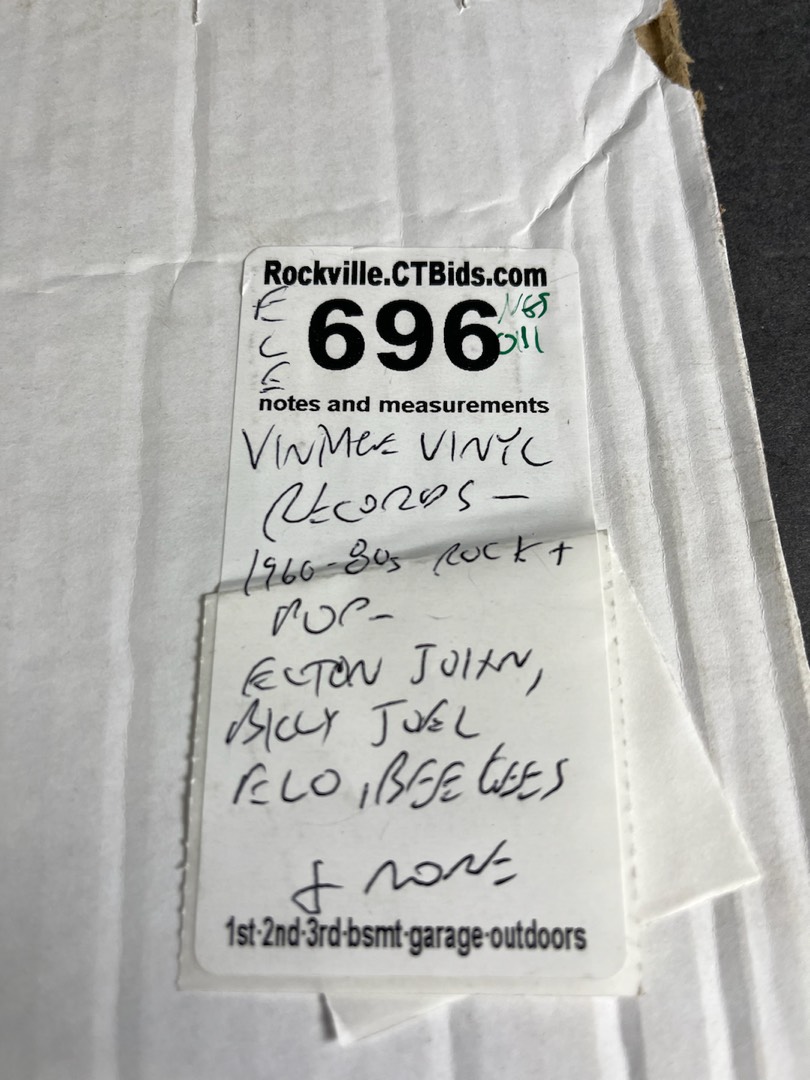 Rockville.CTBids.com
E
L
E
696
notes and measurements
VINTAGE VINYL
RECORDS -
1960-80s ROCK +
POP-
ELTON JOHN,
BILLY JOEL
ELO, BEE GEES
& MORE
1st-2nd-3rd-bsmt-garage-outdoors